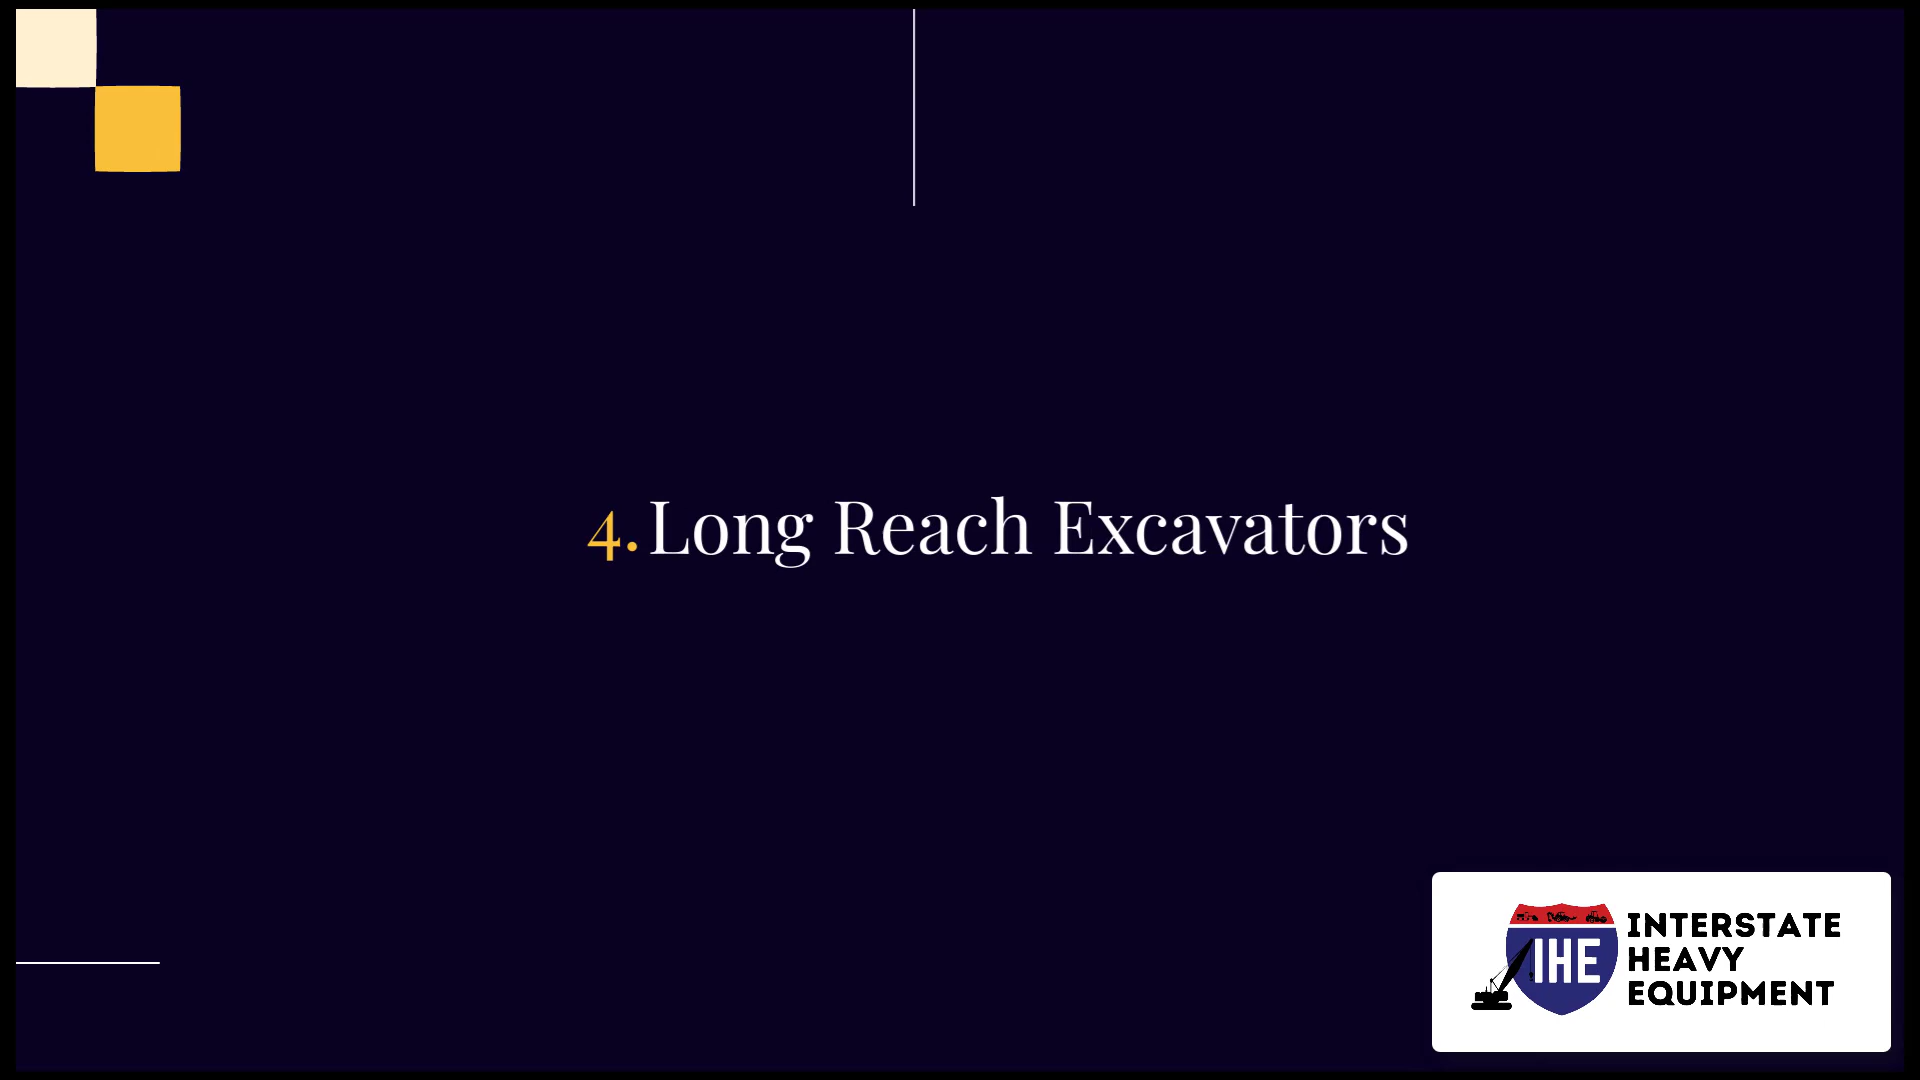 4. Long Reach Excavators
IHE
INTERSTATE
HEAVY
EQUIPMENT